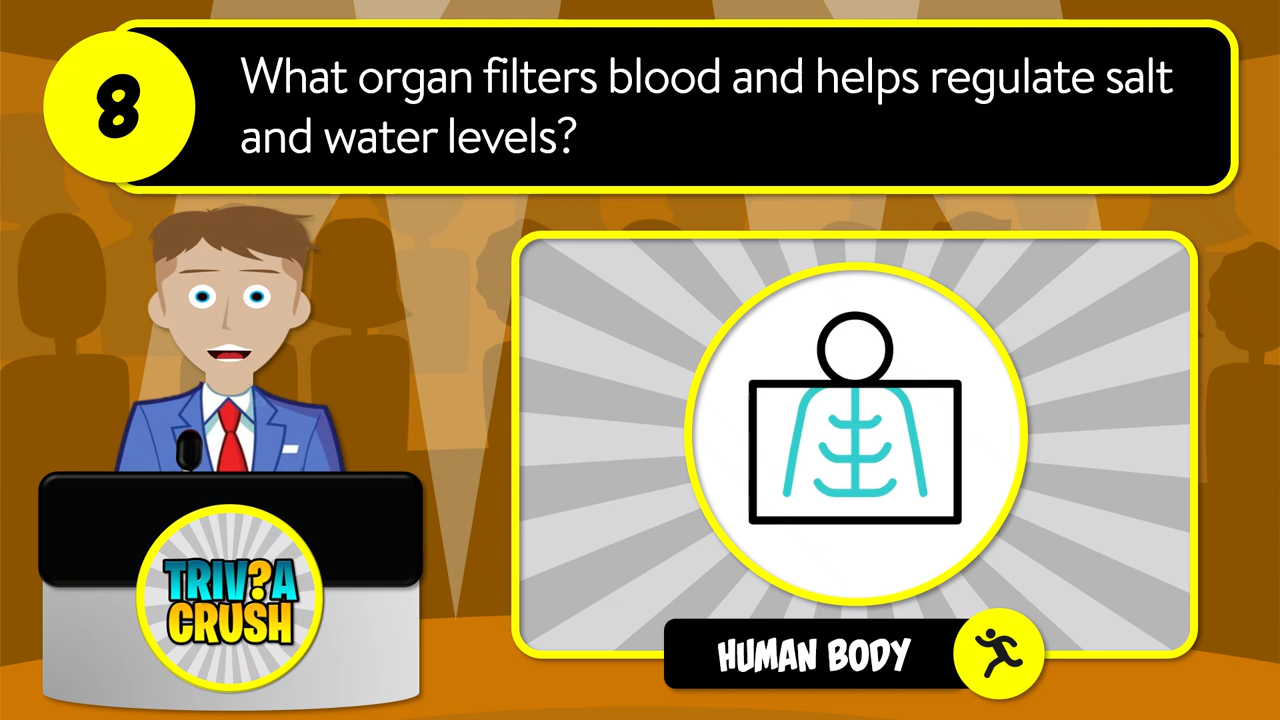 8
What organ filters blood and helps regulate salt
and water levels?
TRIV?A
CRUSH
HUMAN BODY